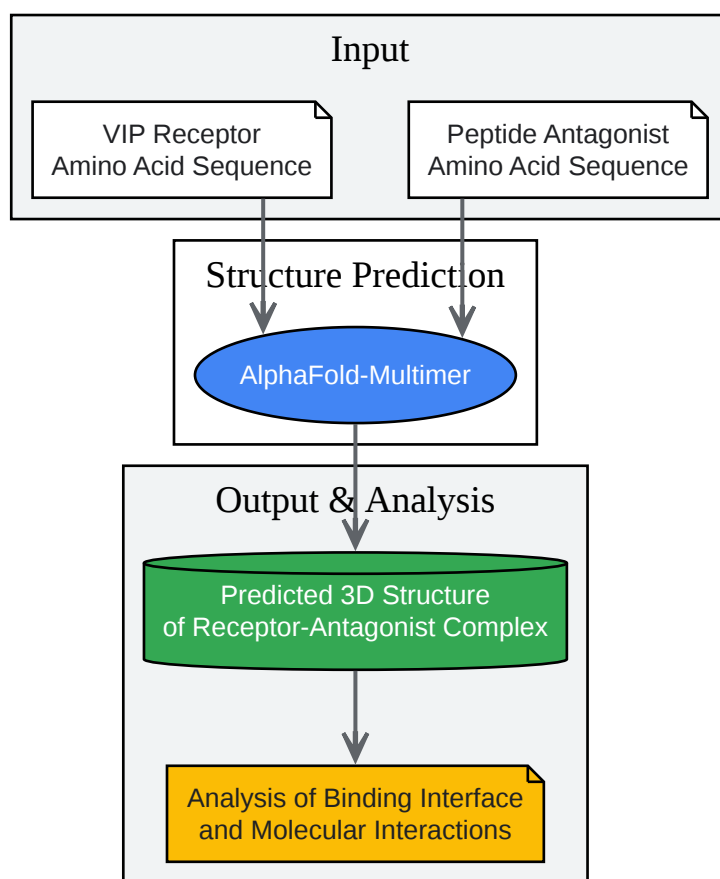 Input
VIP Receptor
Amino Acid Sequence
Peptide Antagonist
Amino Acid Sequence
Structure Prediction
AlphaFold-Multimer
Output & Analysis
Predicted 3D Structure
of Receptor-Antagonist Complex
Analysis of Binding Interface
and Molecular Interactions